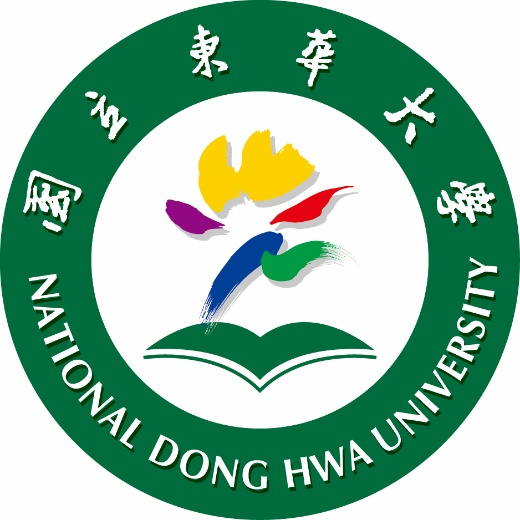 國立東華大學
NATIONAL DONG HWA UNIVERSITY